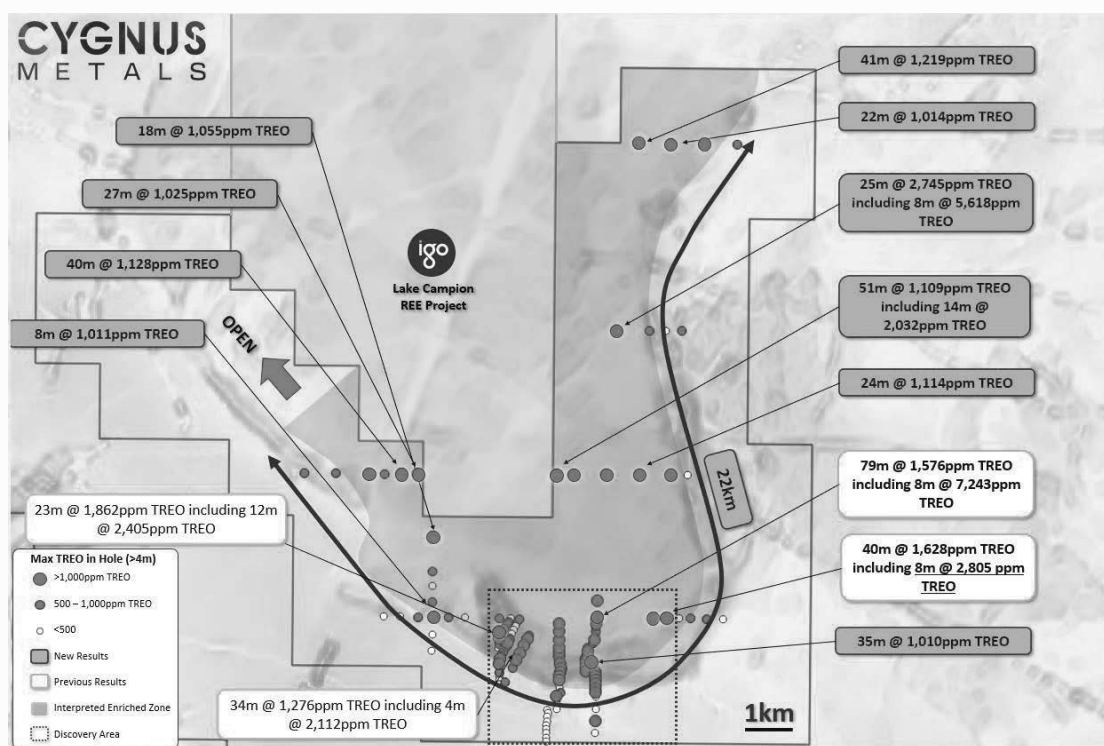 CYGNUS
METALS
41m @ 1,219ppm TREO
22m @ 1,014ppm TREO
18m @ 1,055ppm TREO
27m @ 1,025ppm TREO
25m @ 2,745ppm TREO
including 8m @ 5,618ppm
TREO
40m @ 1,128ppm TREO
igo
Lake Campion
REE Project
51m @ 1,109ppm TREO
including 14m @
2,032ppm TREO
8m @ 1,011ppm TREO
OPEN
24m @ 1,114ppm TREO
22km
79m @ 1,576ppm TREO
including 8m @ 7,243ppm
TREO
23m @ 1,862ppm TREO including 12m
@ 2,405ppm TREO
40m @ 1,628ppm TREO
including 8m @ 2,805 ppm
TREO
35m @ 1,010ppm TREO
34m @ 1,276ppm TREO including 4m
@ 2,112ppm TREO
1km
Max TREO in Hole (>4m)
>1,000ppm TREO
500 – 1,000ppm TREO
<500
New Results
Previous Results
Interpreted Enriched Zone
Discovery Area